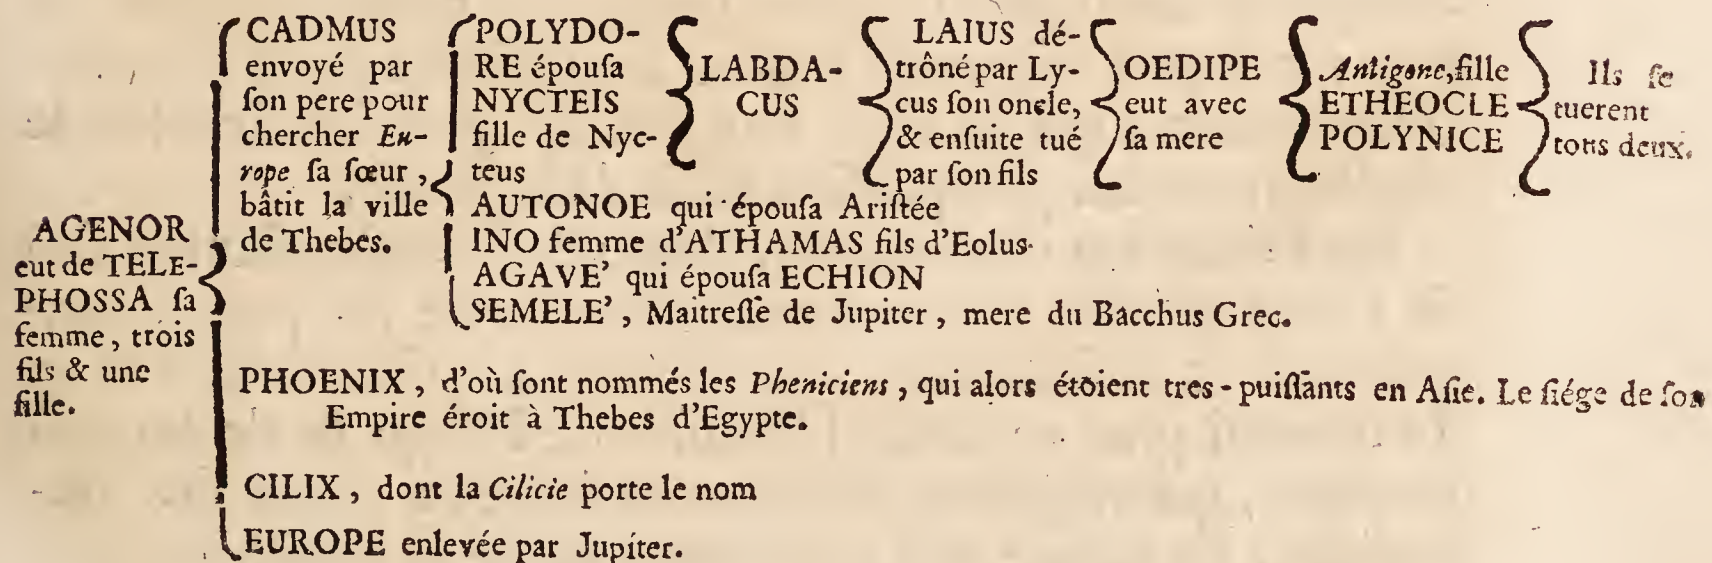 AGENOR
eut de TELE-
PHOSSA ſa
femme, trois
fils & une
fille.
CADMUS
envoyé par
ſon pere pour
chercher Eu-
rope ſa ſœur,
bâtit la ville
de Thebes.
POLYDO-
RE épouſa
NYCTEIS
fille de Nyc-
teus
LABDA-
CUS
LAIUS dé-
trôné par Ly-
cus ſon oncle,
& enſuite tué
par ſon fils
OEDIPE
eut avec
ſa mere
Antigone, fille
ETHEOCLE
POLYNICE
Ils ſe
tuerent
tous deux.
AUTONOE qui épouſa Ariſtée
INO femme d'ATHAMAS fils d'Eolus.
AGAVE' qui épouſa ECHION
SEMELE', Maitreſſe de Jupiter, mere du Bacchus Grec.
PHOENIX, d'où ſont nommés les Pheniciens, qui alors étoient tres-puiſſants en Aſie. Le ſiége de ſon
Empire éroit à Thebes d'Egypte.
CILIX, dont la Cilicie porte le nom
EUROPE enlevée par Jupiter.